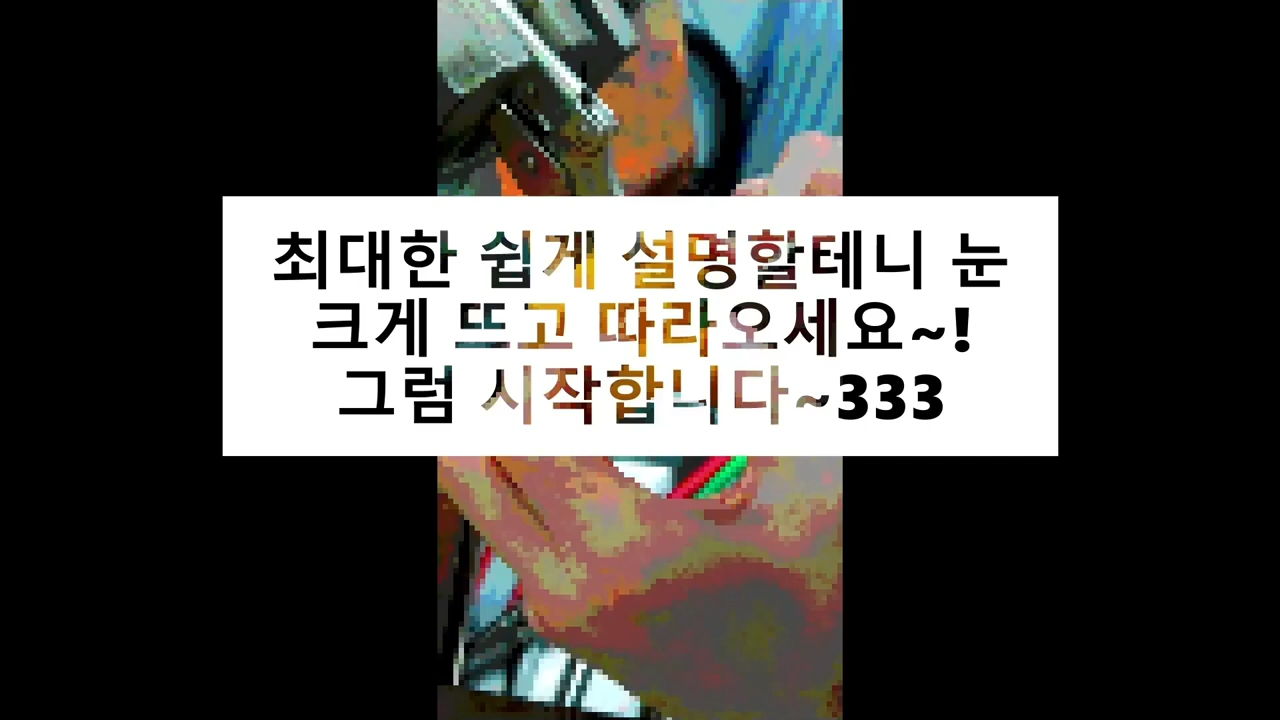 최대한 쉽게 설명할테니 눈
크게 뜨고 따라오세요~!
그럼 시작합니다~333